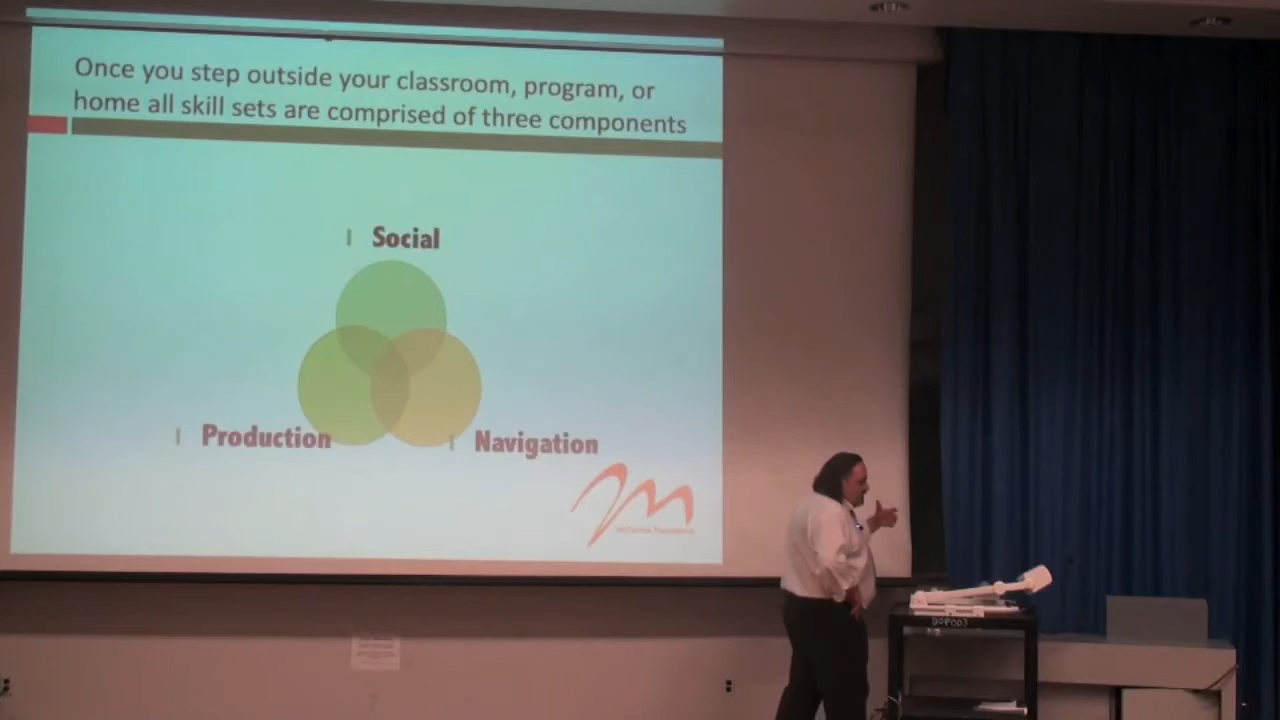 Once you step outside your classroom, program, or
home all skill sets are comprised of three components
Social
Production
Navigation
DOPC03